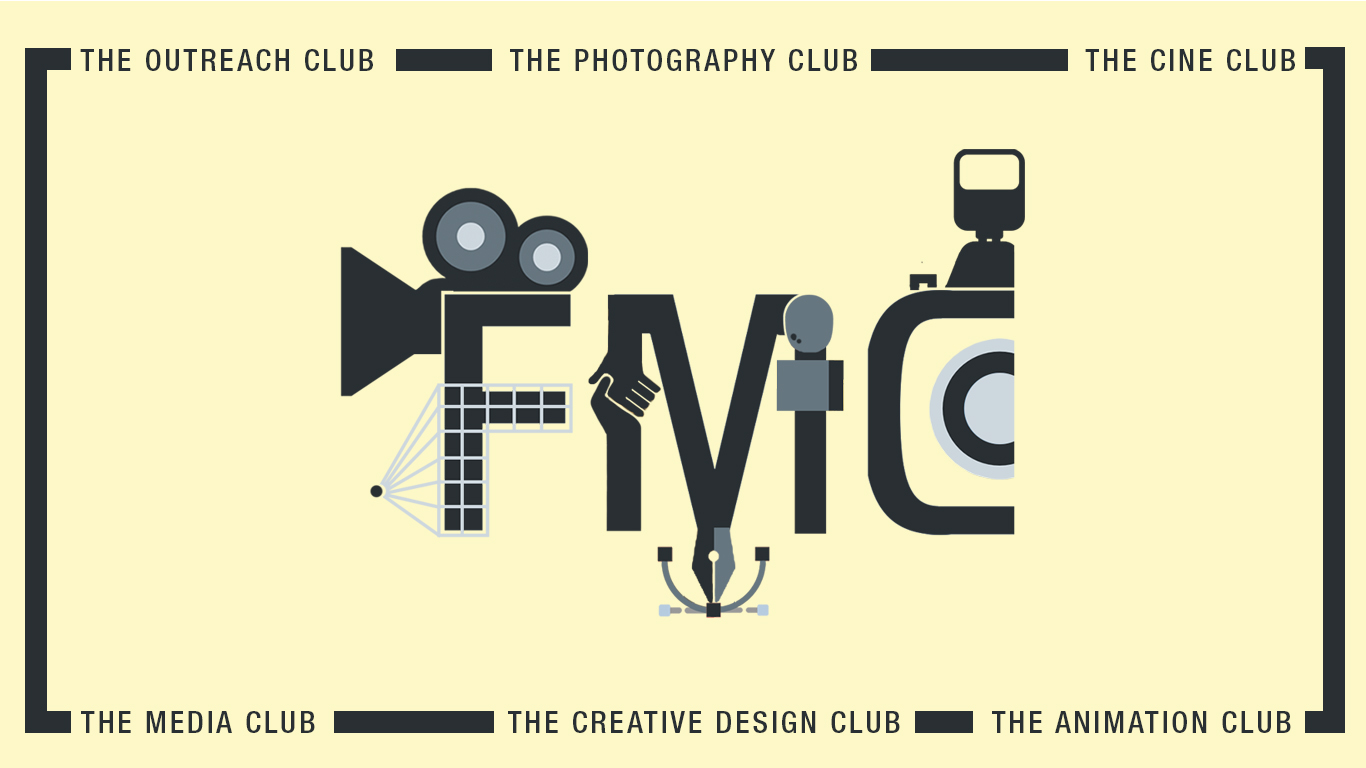 THE OUTREACH CLUB THE PHOTOGRAPHY CLUB THE CINE CLUB
FMC
THE MEDIA CLUB THE CREATIVE DESIGN CLUB THE ANIMATION CLUB